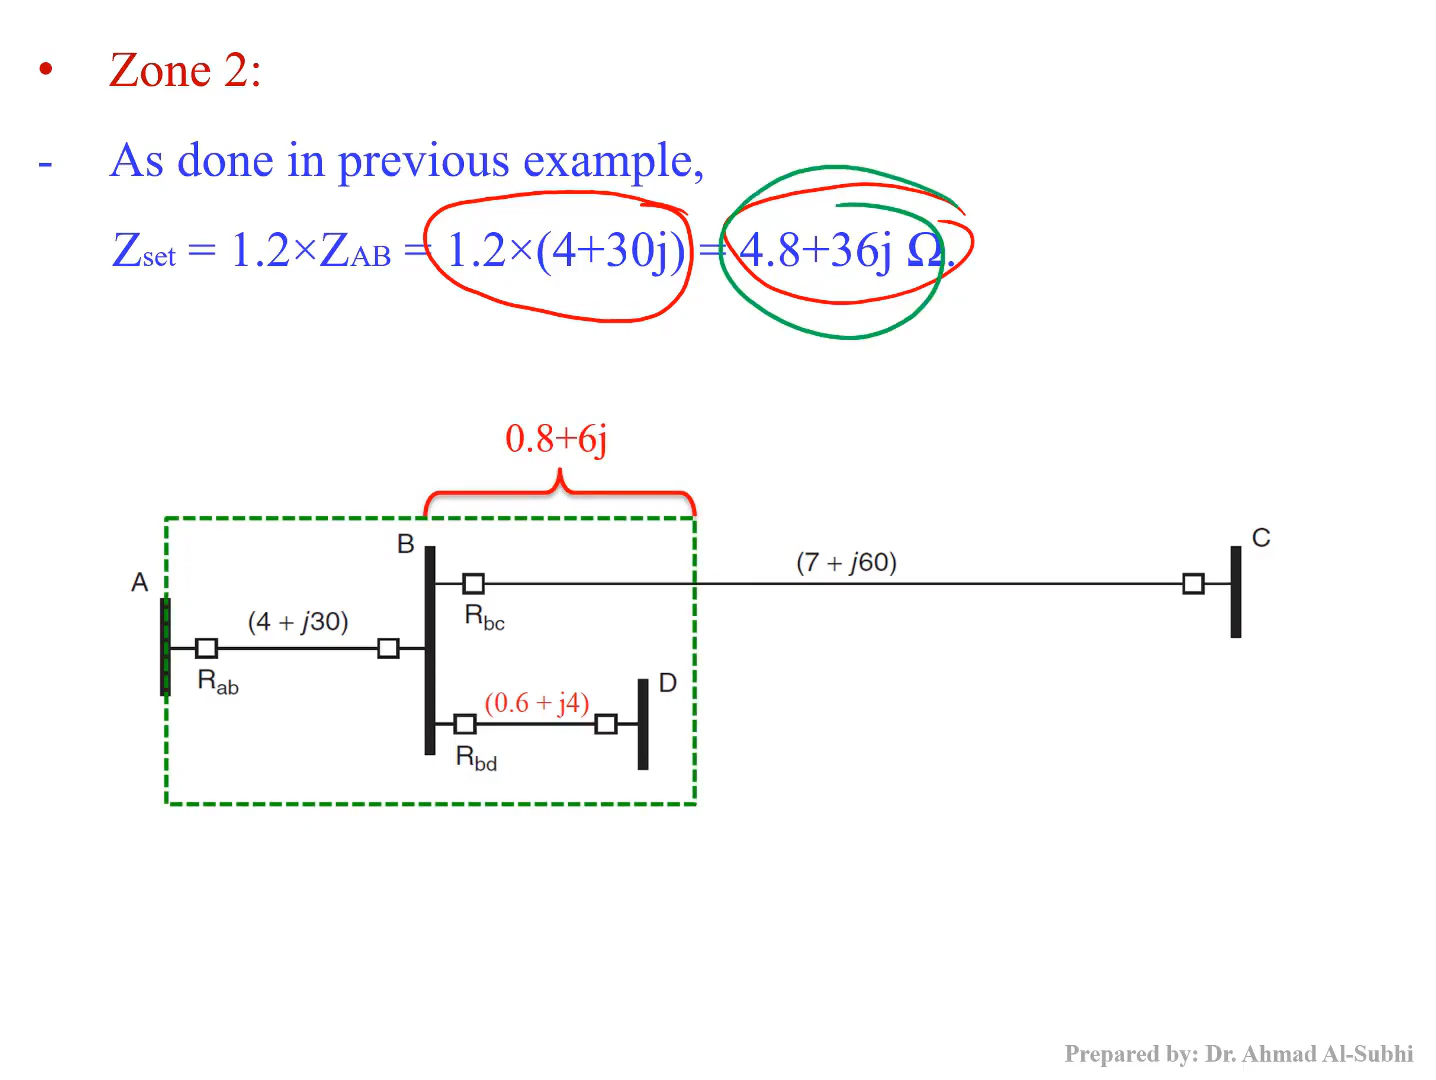 • Zone 2:
- As done in previous example,
Zset = 1.2×ZAB = 1.2×(4+30j) = 4.8+36j Ω.
0.8+6j
B
C
A
(7 + j60)
Rbc
(4 + j30)
Rab
D
(0.6 + j4)
Rbd
Prepared by: Dr. Ahmad Al-Subhi